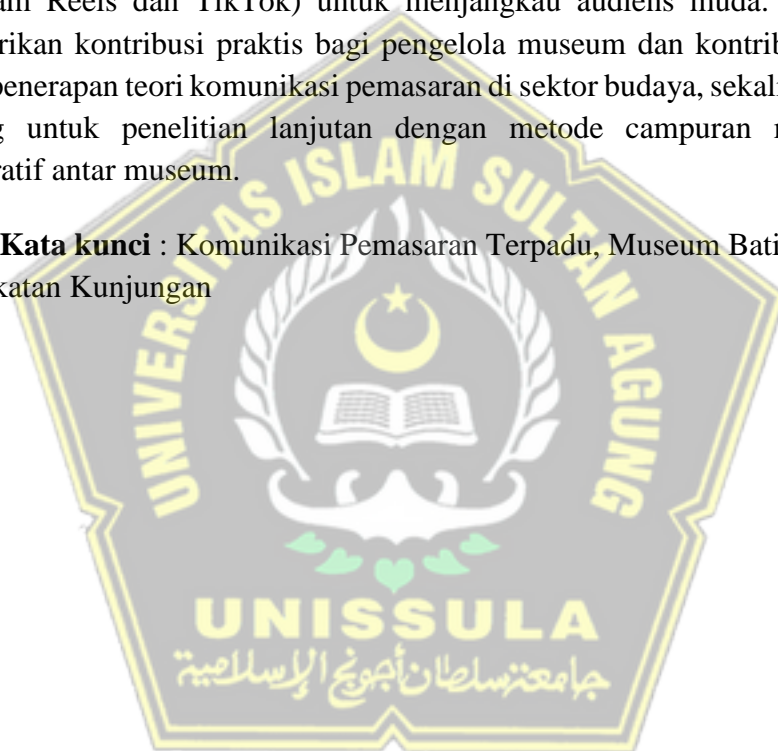 am Reels dan TikTok) untuk menjangkau audiens muda.
rikan kontribusi praktis bagi pengelola museum dan kontrib
penerapan teori komunikasi pemasaran di sektor budaya, sekali
g untuk penelitian lanjutan dengan metode campuran
ratif antar museum.
Kata kunci : Komunikasi Pemasaran Terpadu, Museum Bati
katan Kunjungan
UNIVERSITAS ISLAM SULTAN AGUNG
UNISSULA
جامعة سلطان أجونج الإسلامية